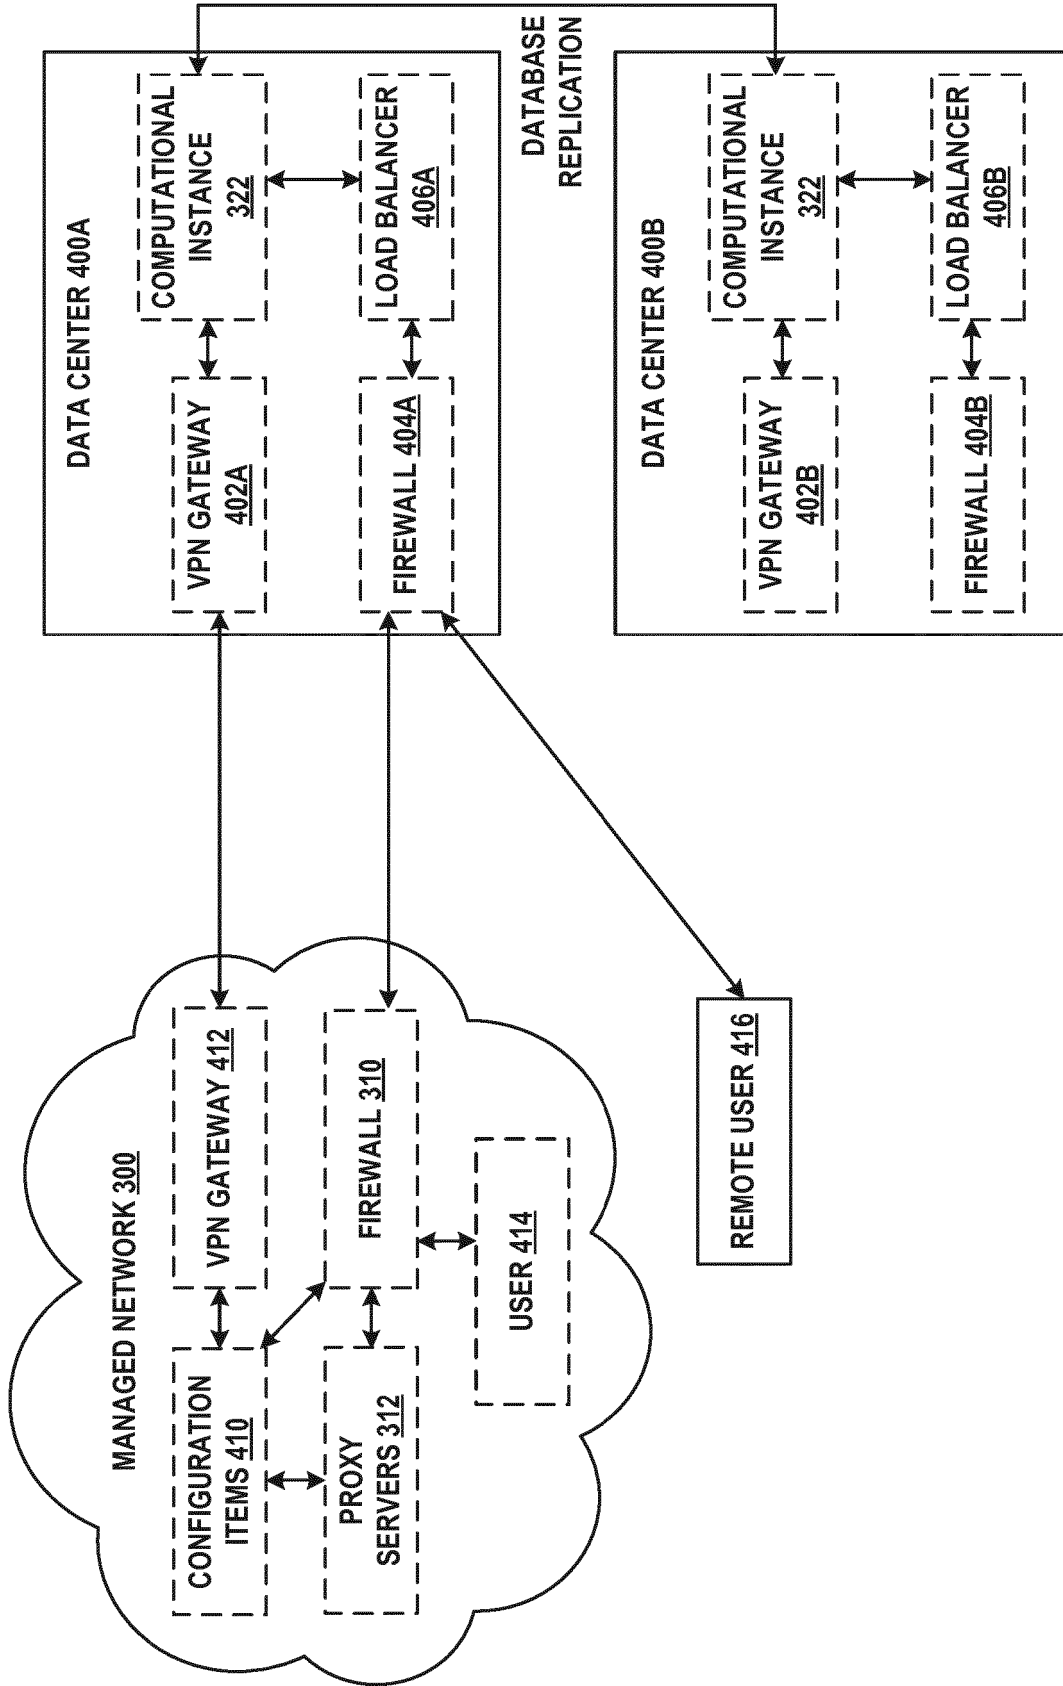 MANAGED NETWORK 300
CONFIGURATION
ITEMS 410
VPN GATEWAY 412
PROXY
SERVERS 312
FIREWALL 310
USER 414
REMOTE USER 416
DATA CENTER 400A
VPN GATEWAY
402A
COMPUTATIONAL
INSTANCE
322
FIREWALL 404A
LOAD BALANCER
406A
DATABASE
REPLICATION
DATA CENTER 400B
VPN GATEWAY
402B
COMPUTATIONAL
INSTANCE
322
FIREWALL 404B
LOAD BALANCER
406B